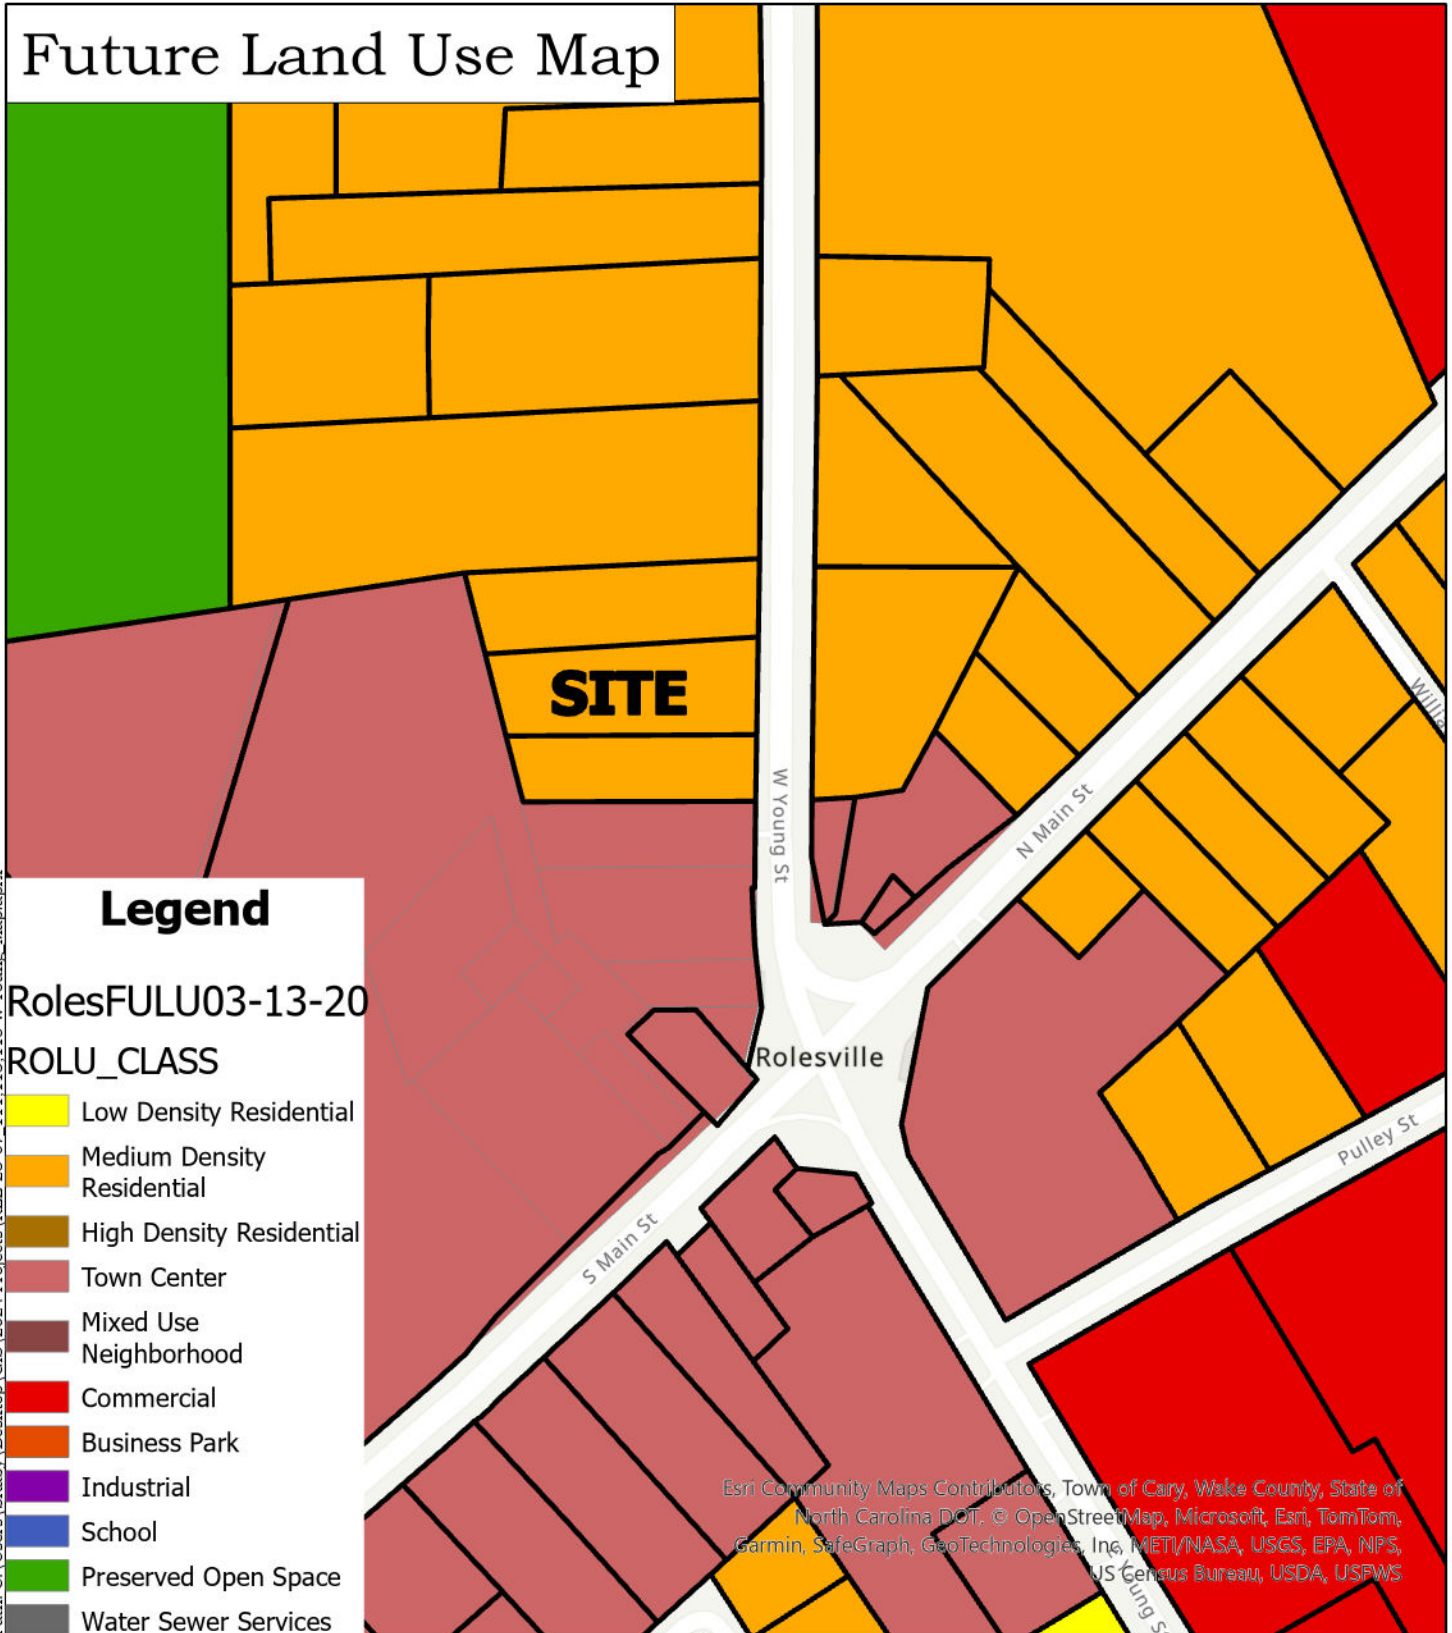 Future Land Use Map
SITE
W Young St
N Main St
Rolesville
Pulley St
S Main St
Legend
RolesFULU03-13-20
ROLU_CLASS
Low Density Residential
Medium Density
Residential
High Density Residential
Town Center
Mixed Use
Neighborhood
Commercial
Business Park
Industrial
School
Preserved Open Space
Water Sewer Services
Esri Community Maps Contributors, Town of Cary, Wake County, State of
North Carolina DOT, © OpenStreetMap, Microsoft, Esri, TomTom,
Garmin, SafeGraph, GeoTechnologies, Inc, METI/NASA, USGS, EPA, NPS,
US Census Bureau, USDA, USFWS
E Young St